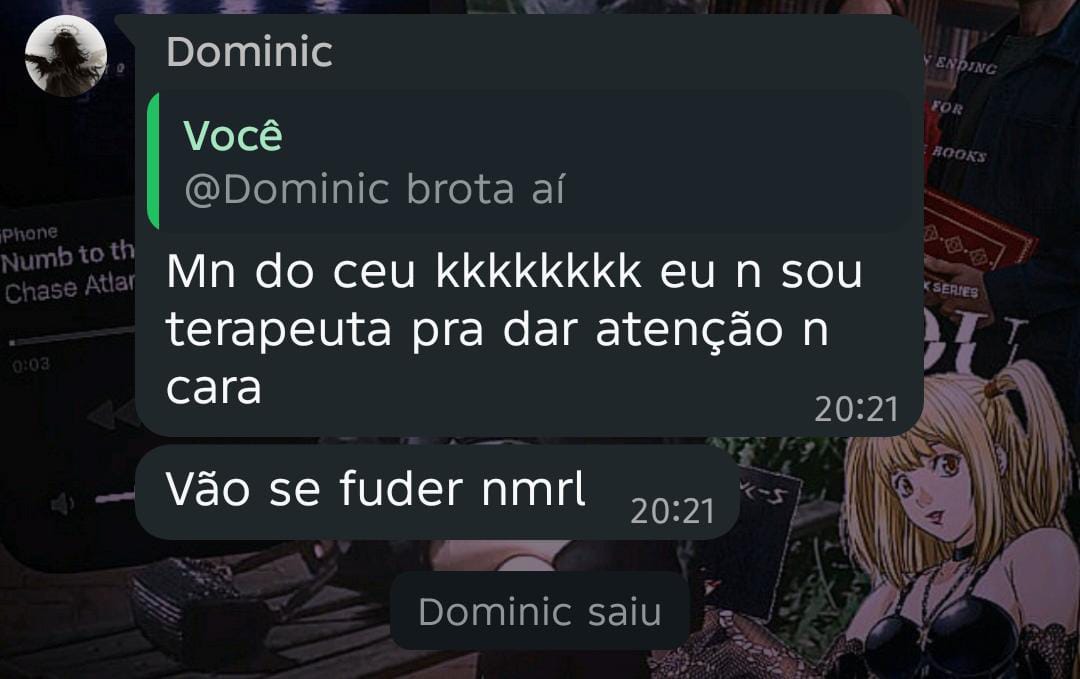 Dominic
Você
@Dominic brota aí
Mn do ceu kkkkkkkk eu n sou
terapeuta pra dar atenção n
cara
20:21
Vão se fuder nmrl
20:21
Dominic saiu
ENDING
FOR
BOOKS
SERIES
iPhone
Numb to th
Chase Atlan
0:03